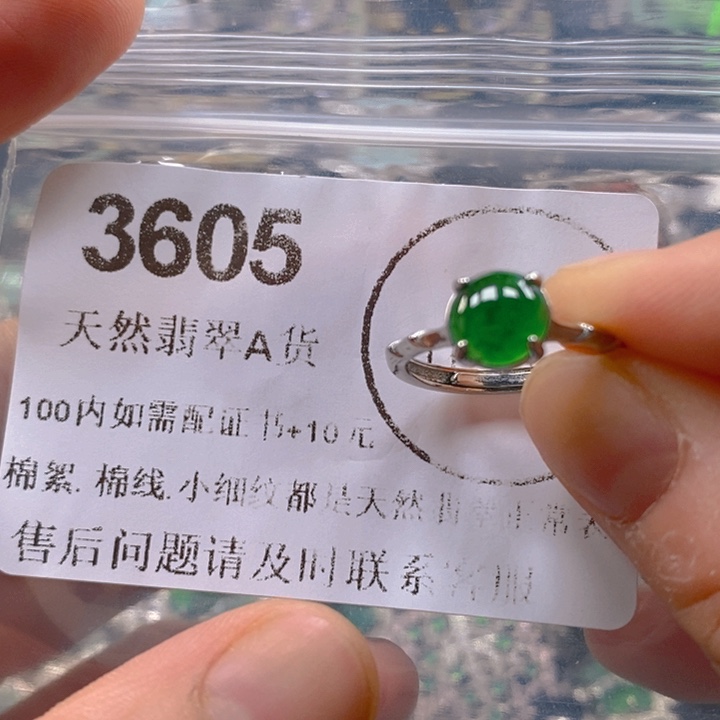 3605
天然翡翠A货
100内如需配证书+10元
棉絮.棉线.小细纹都是天然翡翠正常
售后问题请及时联系客服